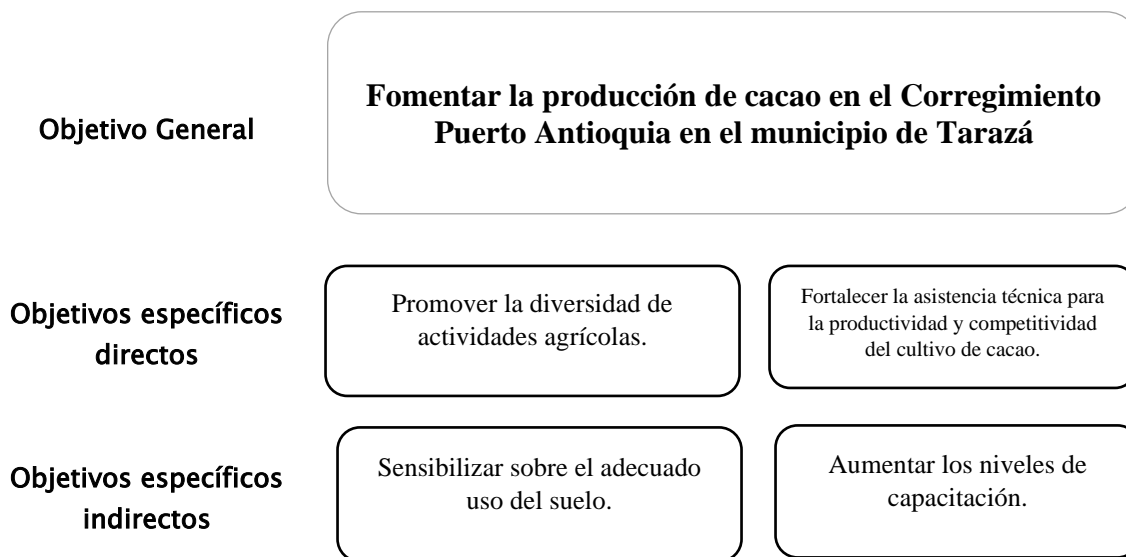 Objetivo General
Fomentar la producción de cacao en el Corregimiento
Puerto Antioquia en el municipio de Tarazá
Objetivos específicos
directos
Promover la diversidad de
actividades agrícolas.
Fortalecer la asistencia técnica para
la productividad y competitividad
del cultivo de cacao.
Objetivos específicos
indirectos
Sensibilizar sobre el adecuado
uso del suelo.
Aumentar los niveles de
capacitación.